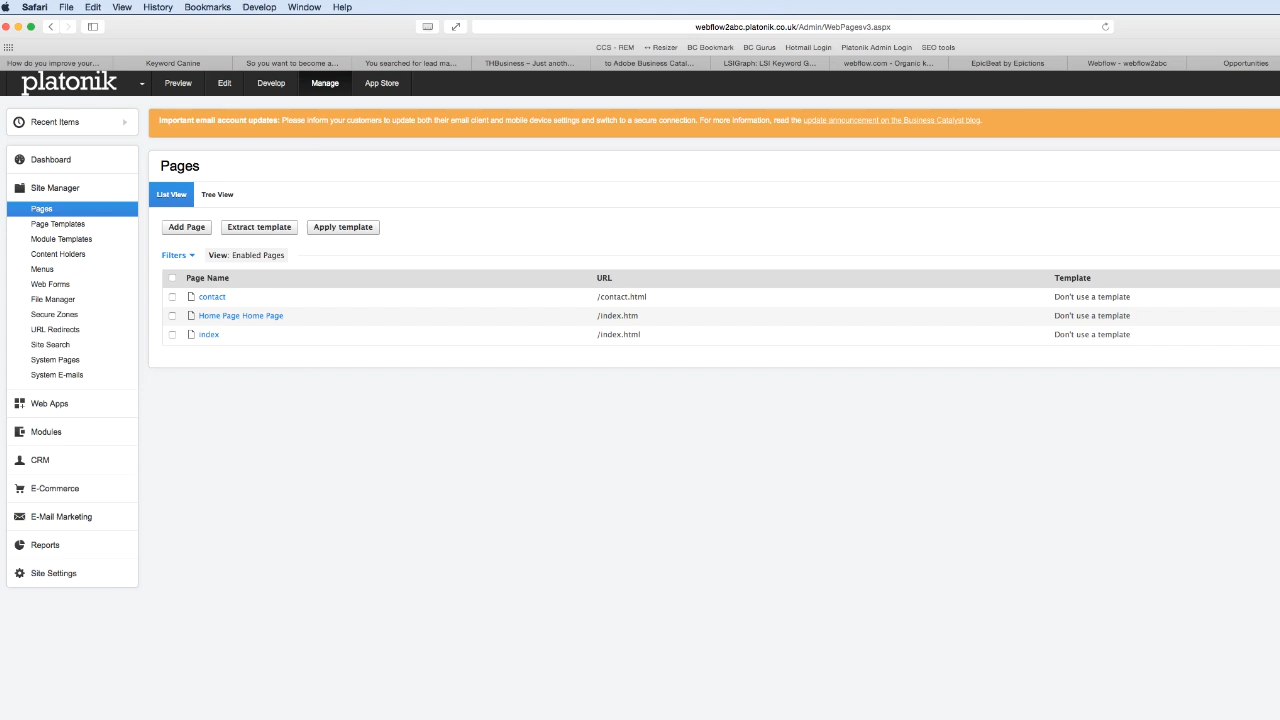 Safari File Edit View History Bookmarks Develop Window Help
webflow2abc.platonik.co.uk/Admin/WebPagesv3.aspx
CCS - REM ↔ Resizer BC Bookmark BC Gurus Hotmail Login Platonik Admin Login SEO tools
How do you improve your... Keyword Canine So you want to become a... You searched for lead ma... THBusiness – Just anoth... to Adobe Business Catal... LSIGraph: LSI Keyword G... webflow.com - Organic k... EpicBeat by Epictions Webflow - webflow2abc Opportunities
platonik Preview Edit Develop Manage App Store
Recent Items
Important email account updates: Please inform your customers to update both their email client and mobile device settings and switch to a secure connection. For more information, read the update announcement on the Business Catalyst blog.
Dashboard
Site Manager
Pages
Page Templates
Module Templates
Content Holders
Menus
Web Forms
File Manager
Secure Zones
URL Redirects
Site Search
System Pages
System E-mails
Web Apps
Modules
CRM
E-Commerce
E-Mail Marketing
Reports
Site Settings
Pages
List View Tree View
Add Page Extract template Apply template
Filters View: Enabled Pages
Page Name URL Template
contact /contact.html Don't use a template
Home Page Home Page /index.htm Don't use a template
index /index.html Don't use a template